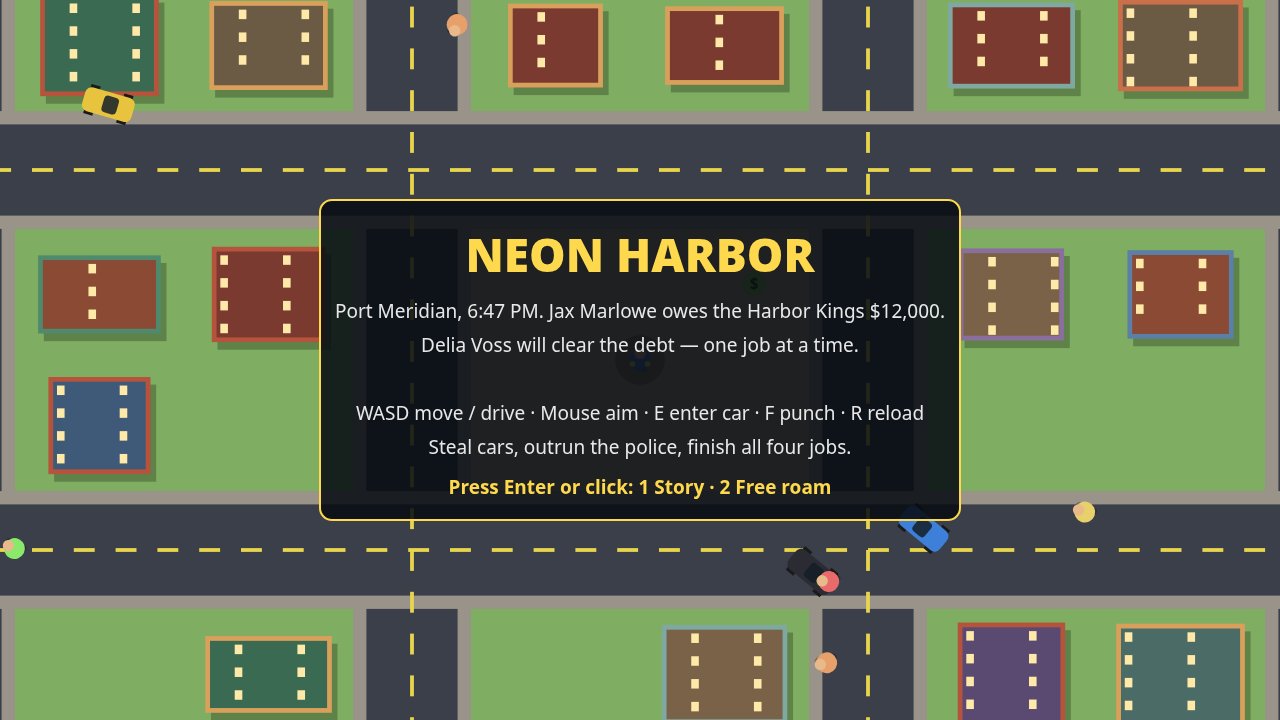 NEON HARBOR
$
Port Meridian, 6:47 PM. Jax Marlowe owes the Harbor Kings $12,000.
Delia Voss will clear the debt — one job at a time.
WASD move / drive · Mouse aim · E enter car · F punch · R reload
Steal cars, outrun the police, finish all four jobs.
Press Enter or click: 1 Story · 2 Free roam